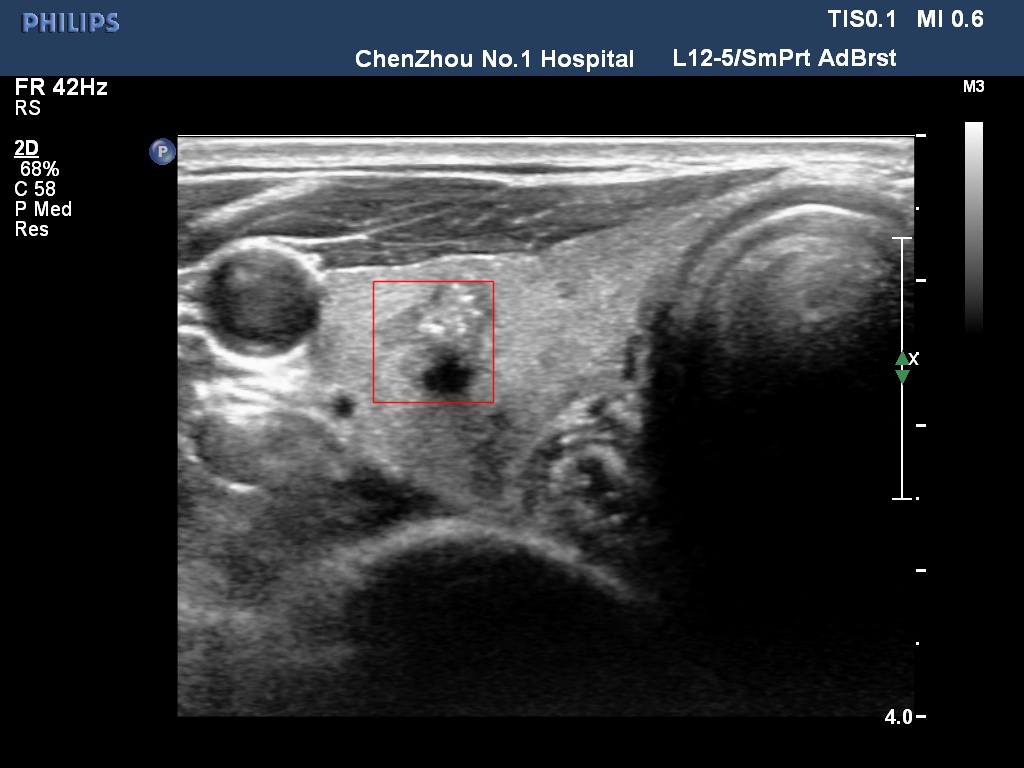 PHILIPS
TIS0.1 MI 0.6
ChenZhou No.1 Hospital L12-5/SmPrt AdBrst
FR 42Hz
RS
M3
2D
68%
C 58
P Med
Res
P
X
4.0